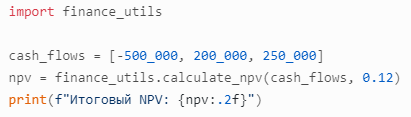 import finance_utils

cash_flows = [-500_000, 200_000, 250_000]
npv = finance_utils.calculate_npv(cash_flows, 0.12)
print(f"Итоговый NPV: {npv:.2f}")